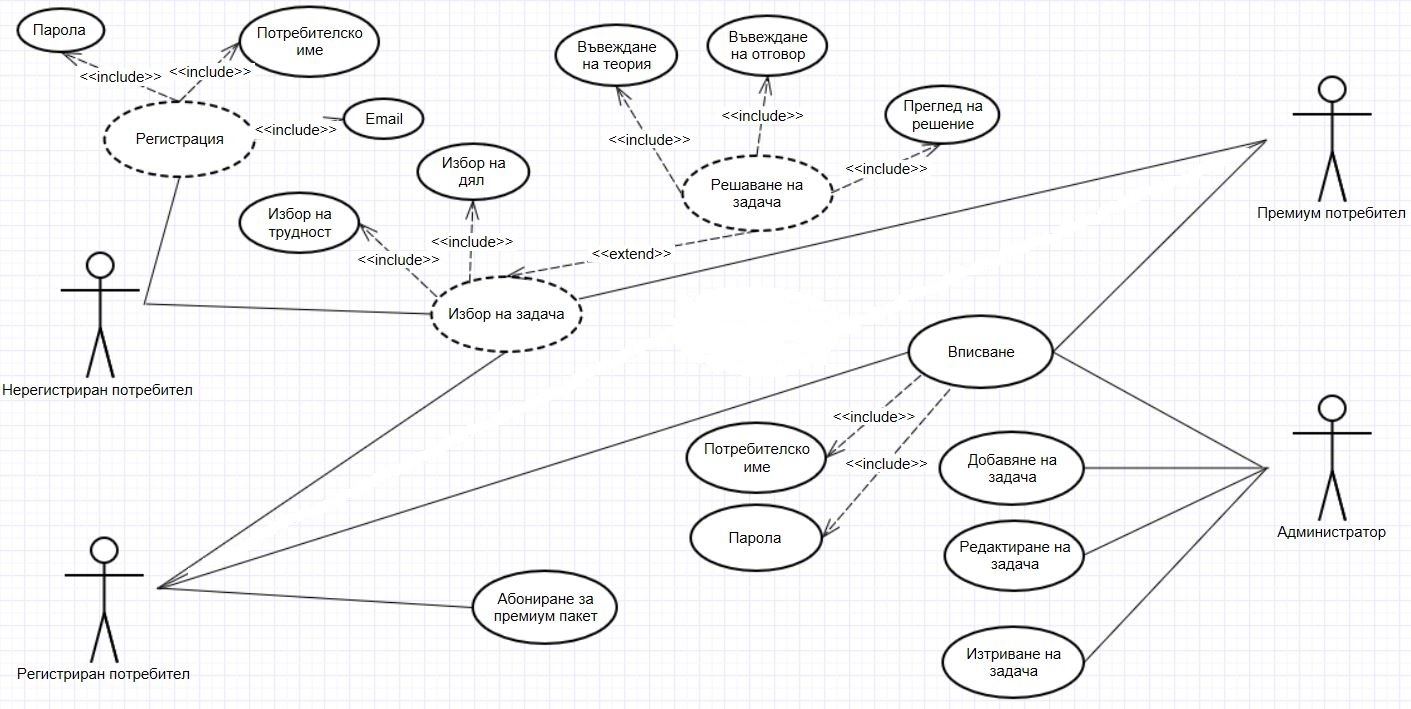 Парола
Потребителско
име
<<include>>
<<include>>
Регистрация
<<include>>
Email
Въвеждане
на теория
Въвеждане
на отговор
Преглед на
решение
<<include>>
<<include>>
<<include>>
Решаване на
задача
Избор на
дял
Избор на
трудност
<<include>>
<<include>>
<<extend>>
Избор на задача
Премиум потребител
Нерегистриран потребител
Вписване
<<include>>
<<include>>
Потребителско
име
Парола
Добавяне на
задача
Редактиране на
задача
Изтриване на
задача
Администратор
Абониране за
премиум пакет
Регистриран потребител